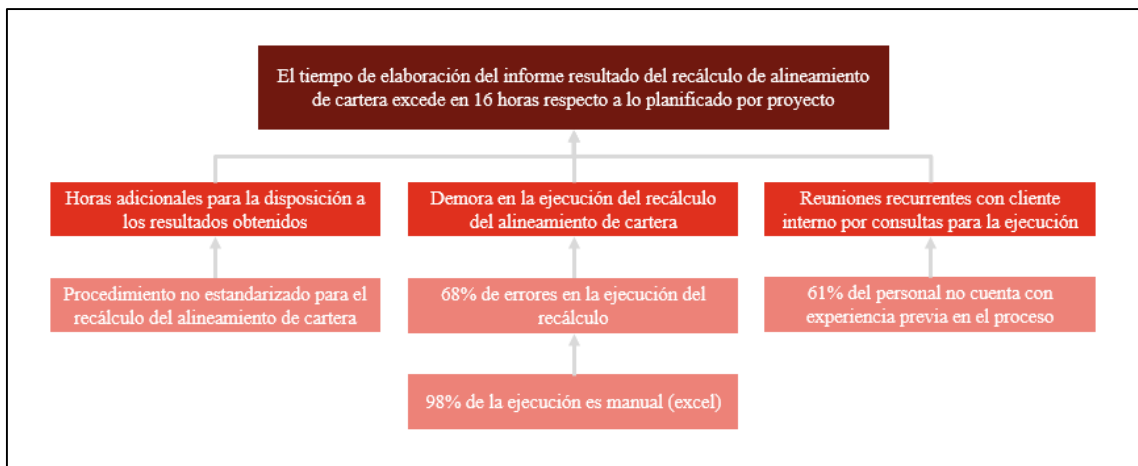 El tiempo de elaboración del informe resultado del recálculo de alineamiento
de cartera excede en 16 horas respecto a lo planificado por proyecto
Horas adicionales para la disposición a
los resultados obtenidos
Demora en la ejecución del recálculo
del alineamiento de cartera
Reuniones recurrentes con cliente
interno por consultas para la ejecución
Procedimiento no estandarizado para el
recálculo del alineamiento de cartera
68% de errores en la ejecución del
recálculo
61% del personal no cuenta con
experiencia previa en el proceso
98% de la ejecución es manual (excel)